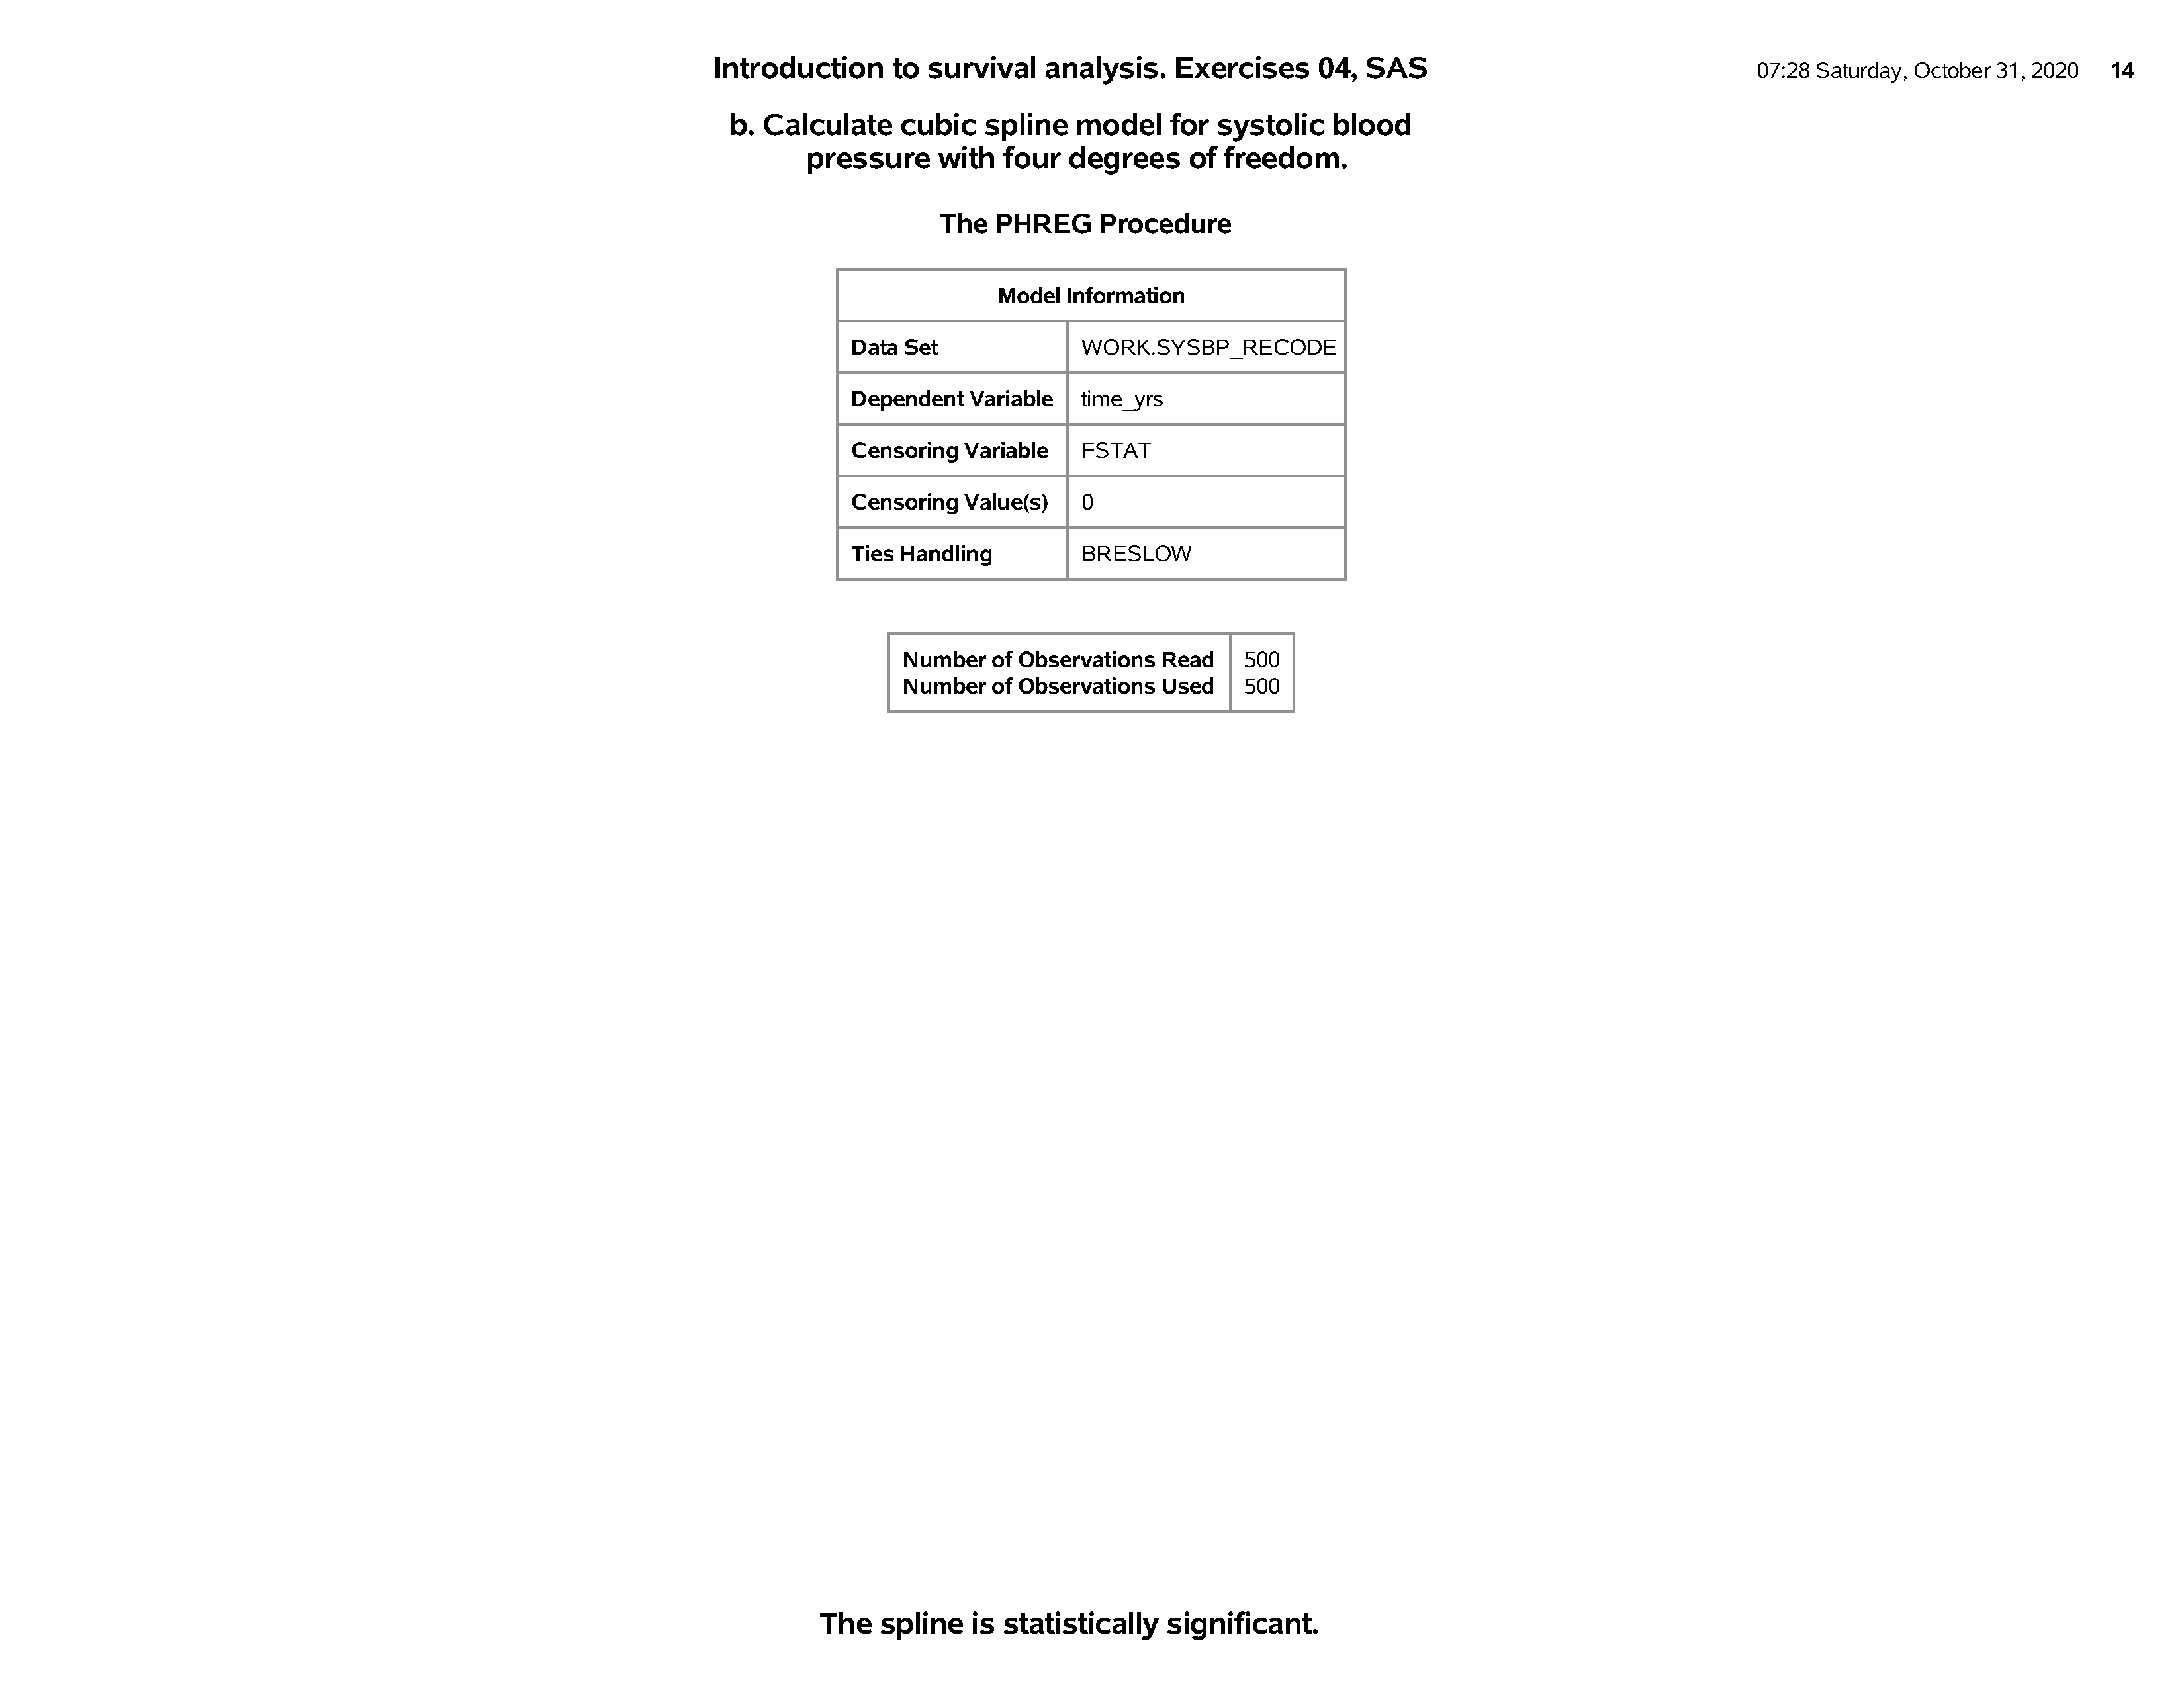 Introduction to survival analysis. Exercises 04, SAS
07:28 Saturday, October 31, 2020 14
b. Calculate cubic spline model for systolic blood
pressure with four degrees of freedom.
The PHREG Procedure
Model Information
Data Set WORK.SYSBP_RECODE
Dependent Variable time_yrs
Censoring Variable FSTAT
Censoring Value(s) 0
Ties Handling BRESLOW
Number of Observations Read 500
Number of Observations Used 500
The spline is statistically significant.